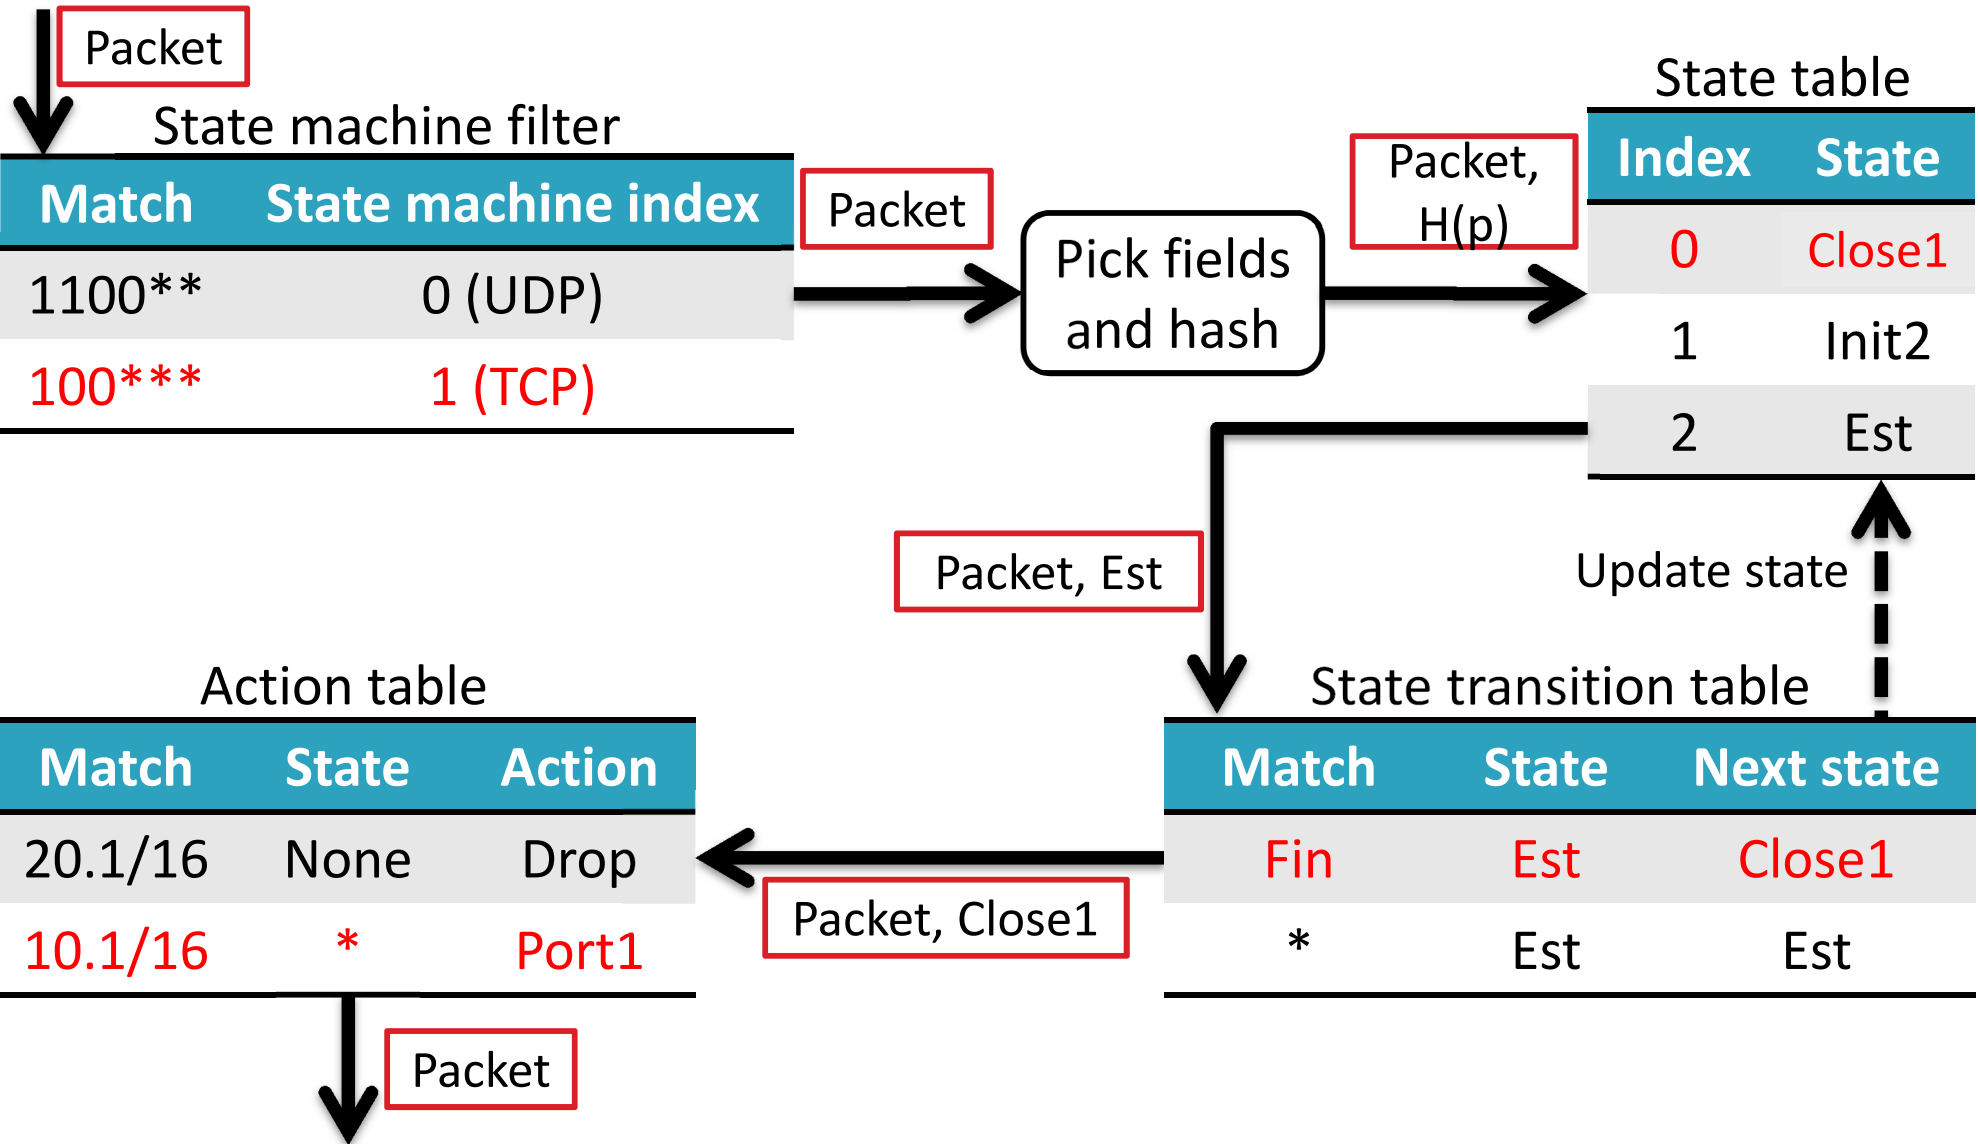 Packet
State machine filter
Match State machine index
1100** 0 (UDP)
100*** 1 (TCP)
Packet
Pick fields
and hash
Packet,
H(p)
State table
Index State
0 Close1
1 Init2
2 Est
Packet, Est
Update state
State transition table
Match State Next state
Fin Est Close1
* Est Est
Packet, Close1
Action table
Match State Action
20.1/16 None Drop
10.1/16 * Port1
Packet